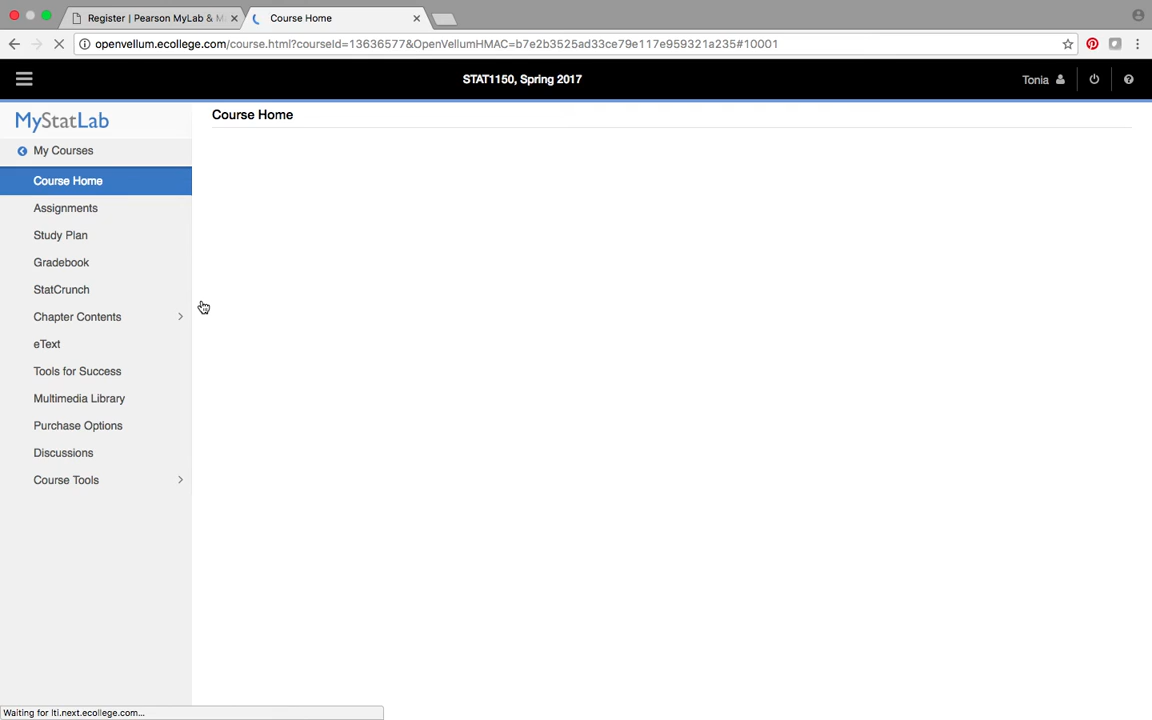 Register | Pearson MyLab & M
Course Home
openvellum.ecollege.com/course.html?courseId=13636577&OpenVellumHMAC=b7e2b3525ad33ce79e117e959321a235#10001
STAT1150, Spring 2017
Tonia
MyStatLab
Course Home
My Courses
Course Home
Assignments
Study Plan
Gradebook
StatCrunch
Chapter Contents
eText
Tools for Success
Multimedia Library
Purchase Options
Discussions
Course Tools
Waiting for lti.next.ecollege.com...